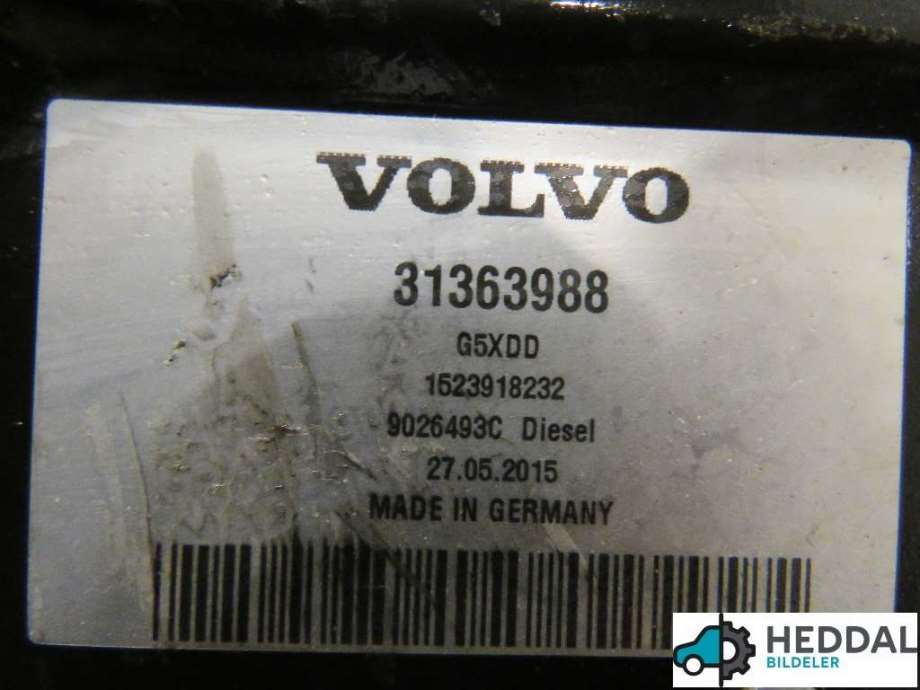 VOLVO
31363988
G5XDD
1523918232
9026493C Diesel
27.05.2015
MADE IN GERMANY
HEDDAL
BILDELER